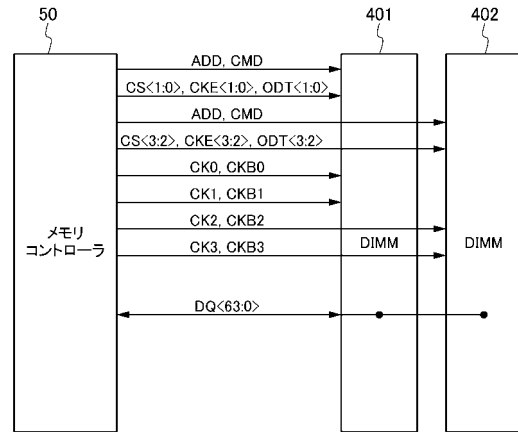 50
401
402
ADD, CMD
CS<1:0>, CKE<1:0>, ODT<1:0>
ADD, CMD
CS<3:2>, CKE<3:2>, ODT<3:2>
CK0, CKB0
CK1, CKB1
CK2, CKB2
CK3, CKB3
メモリ
コントローラ
DIMM
DIMM
DQ<63:0>